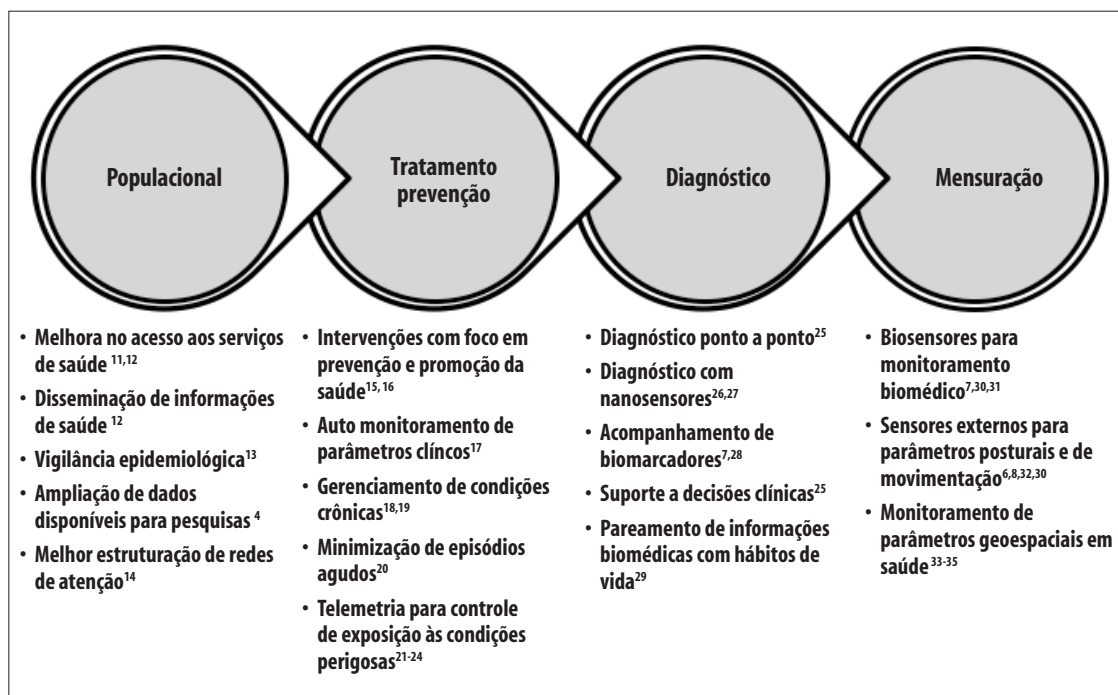 Populacional
Tratamento
prevenção
Diagnóstico
Mensuração
• Melhora no acesso aos serviços
de saúde 11,12
• Disseminação de informações
de saúde 12
• Vigilância epidemiológica13
• Ampliação de dados
disponíveis para pesquisas 4
• Melhor estruturação de redes
de atenção14
• Intervenções com foco em
prevenção e promoção da
saúde15, 16
• Auto monitoramento de
parâmetros clíncos17
• Gerenciamento de condições
crônicas18,19
• Minimização de episódios
agudos20
• Telemetria para controle
de exposição às condições
perigosas21-24
• Diagnóstico ponto a ponto25
• Diagnóstico com
nanosensores26,27
• Acompanhamento de
biomarcadores7,28
• Suporte a decisões clínicas25
• Pareamento de informações
biomédicas com hábitos de
vida29
• Biosensores para
monitoramento
biomédico7,30,31
• Sensores externos para
parâmetros posturais e de
movimentação6,8,32,30
• Monitoramento de
parâmetros geoespaciais em
saúde 33-35